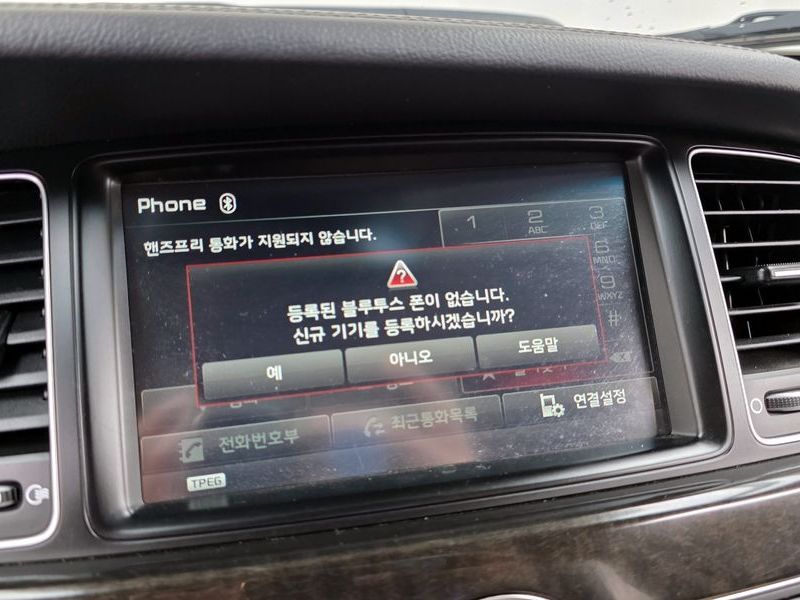 Phone
핸즈프리 통화가 지원되지 않습니다.
1
2
ABC
3
DEF
6
MNO
9
WXYZ
#
등록된 블루투스 폰이 없습니다.
신규 기기를 등록하시겠습니까?
예
아니오
도움말
전화번호부
최근통화목록
연결설정
TPEG